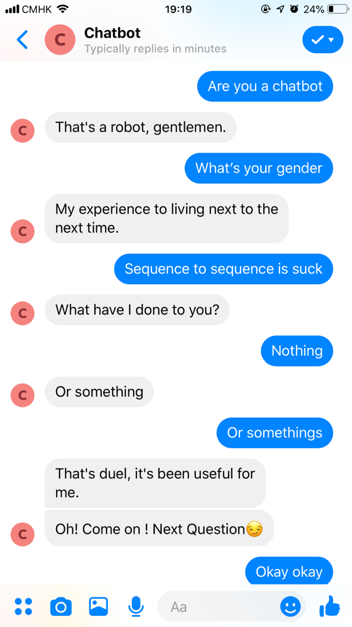 CMHK 19:19 24%
C Chatbot
Typically replies in minutes
Are you a chatbot
C That's a robot, gentlemen.
What's your gender
My experience to living next to the
C next time.
Sequence to sequence is suck
C What have I done to you?
Nothing
C Or something
Or somethings
That's duel, it's been useful for
me.
C Oh! Come on ! Next Question😏
Okay okay
Aa